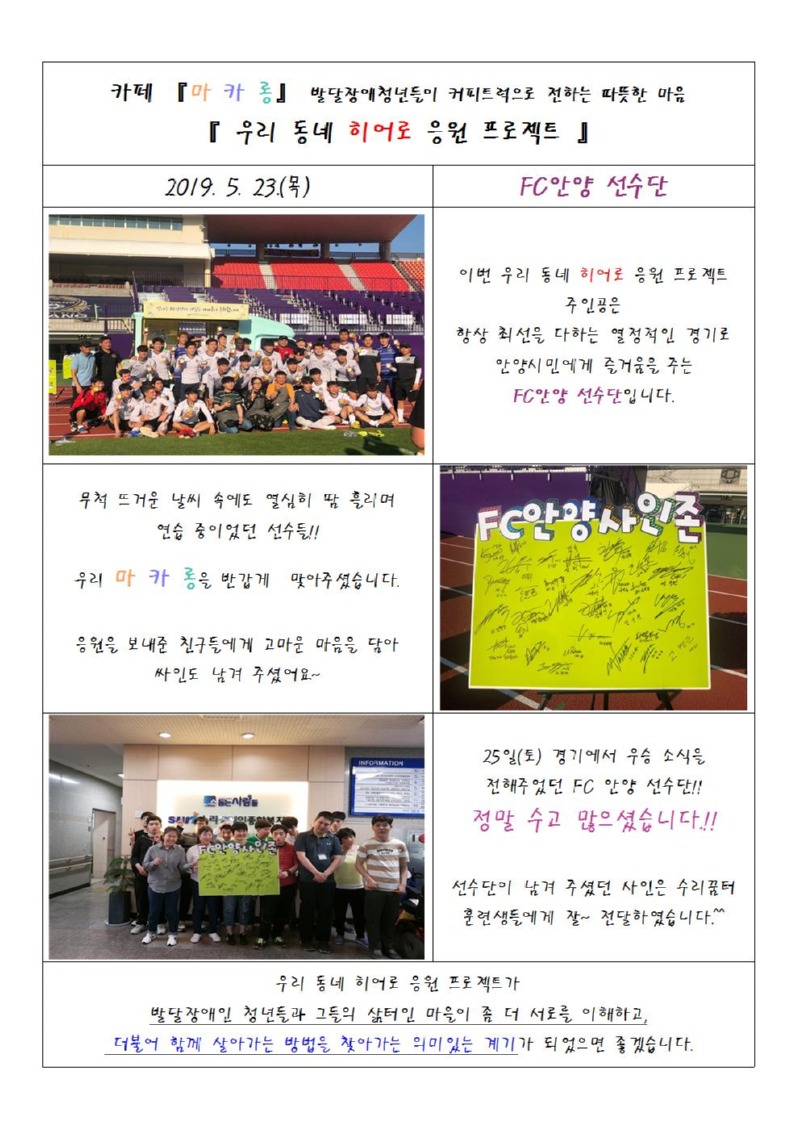 카페 『마 카 롱』 발달장애청년들이 커피트럭으로 전하는 따뜻한 마음
『 우리 동네 히어로 응원 프로젝트 』
2019. 5. 23.(목)
FC안양 선수단
이번 우리 동네 히어로 응원 프로젝트
주인공은
항상 최선을 다하는 열정적인 경기로
안양시민에게 즐거움을 주는
FC안양 선수단입니다.
무척 뜨거운 날씨 속에도 열심히 땀 흘리며
연습 중이었던 선수들!!
우리 마 카 롱을 반갑게 맞아주셨습니다.
응원을 보내준 친구들에게 고마운 마음을 담아
싸인도 남겨 주셨어요~
FC안양사인존
INFORMATION
FC안양사인존
25일(토) 경기에서 우승 소식을
전해주었던 FC 안양 선수단!!
정말 수고 많으셨습니다.!!
선수단이 남겨 주셨던 사인은 수리꿈터
훈련생들에게 잘~ 전달하였습니다.^^
우리 동네 히어로 응원 프로젝트가
발달장애인 청년들과 그들의 삶터인 마을이 좀 더 서로를 이해하고,
더불어 함께 살아가는 방법을 찾아가는 의미있는 계기가 되었으면 좋겠습니다.